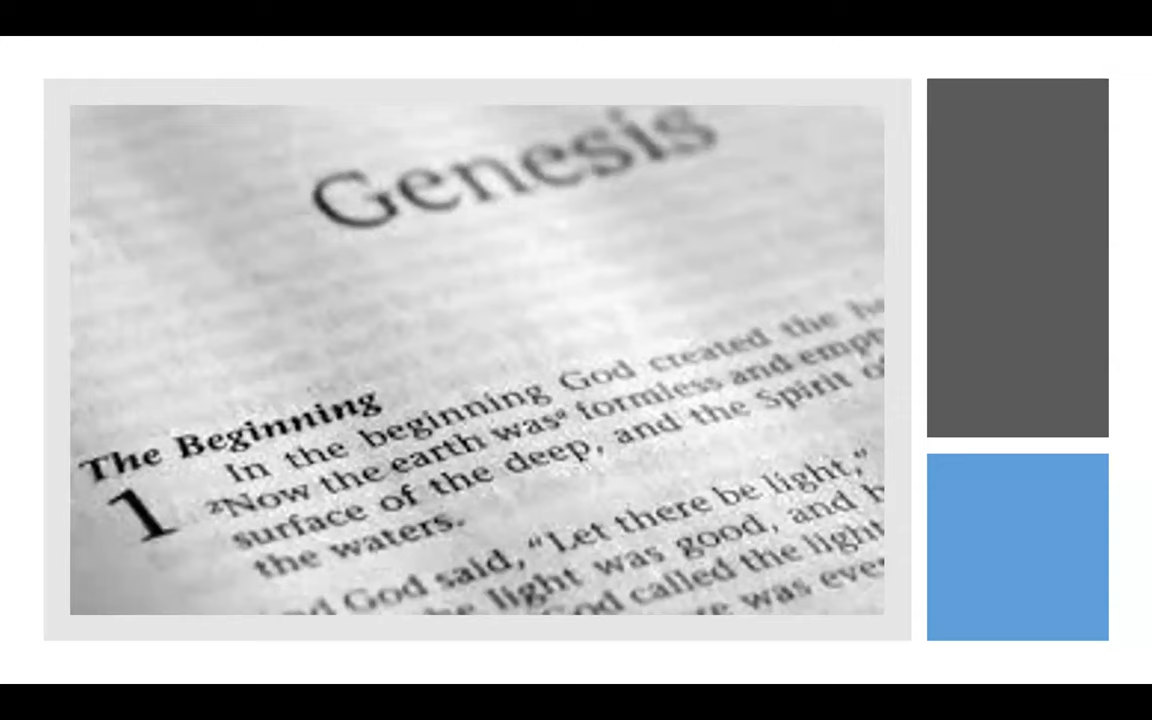 Genesis
The Beginning
1 In the beginning God created the
²Now the earth wasª formless and
surface of the deep, and the Spirit
the waters.
God said, “Let there be light,”
light was good, and
God called the light
was